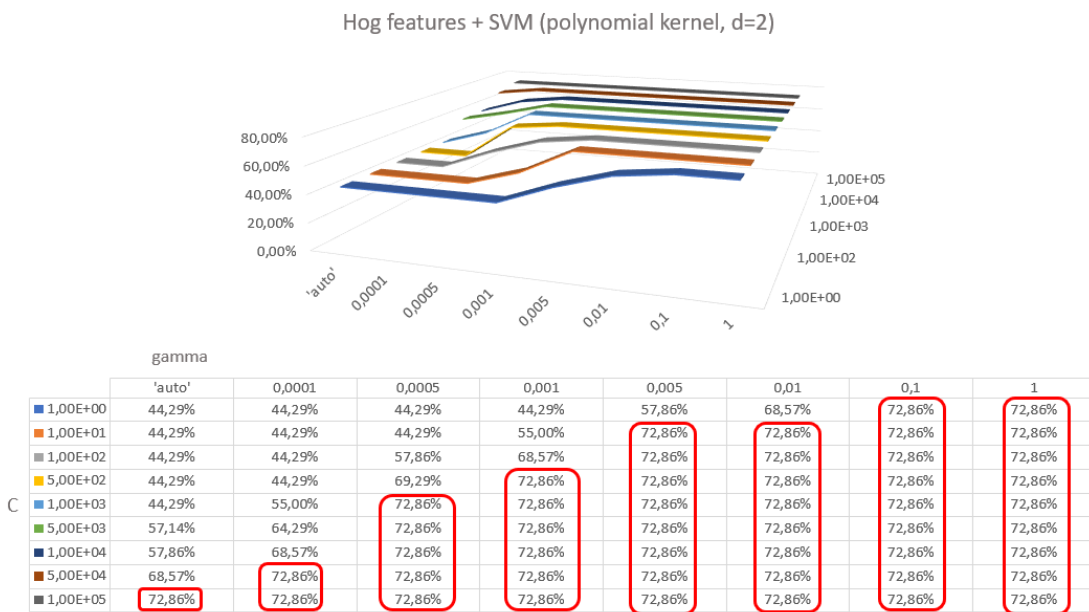 Hog features + SVM (polynomial kernel, d=2)
80,00%
60,00%
40,00%
20,00%
0,00%
'auto' 0,0001 0,0005 0,001 0,005 0,01 0,1 1
1,00E+05
1,00E+04
1,00E+03
1,00E+02
1,00E+00
gamma
'auto' 0,0001 0,0005 0,001 0,005 0,01 0,1 1
1,00E+00 44,29% 44,29% 44,29% 44,29% 57,86% 68,57% 72,86% 72,86%
1,00E+01 44,29% 44,29% 44,29% 55,00% 72,86% 72,86% 72,86% 72,86%
1,00E+02 44,29% 44,29% 57,86% 68,57% 72,86% 72,86% 72,86% 72,86%
5,00E+02 44,29% 44,29% 69,29% 72,86% 72,86% 72,86% 72,86% 72,86%
C
1,00E+03 44,29% 55,00% 72,86% 72,86% 72,86% 72,86% 72,86% 72,86%
5,00E+03 57,14% 64,29% 72,86% 72,86% 72,86% 72,86% 72,86% 72,86%
1,00E+04 57,86% 68,57% 72,86% 72,86% 72,86% 72,86% 72,86% 72,86%
5,00E+04 68,57% 72,86% 72,86% 72,86% 72,86% 72,86% 72,86% 72,86%
1,00E+05 72,86% 72,86% 72,86% 72,86% 72,86% 72,86% 72,86% 72,86%